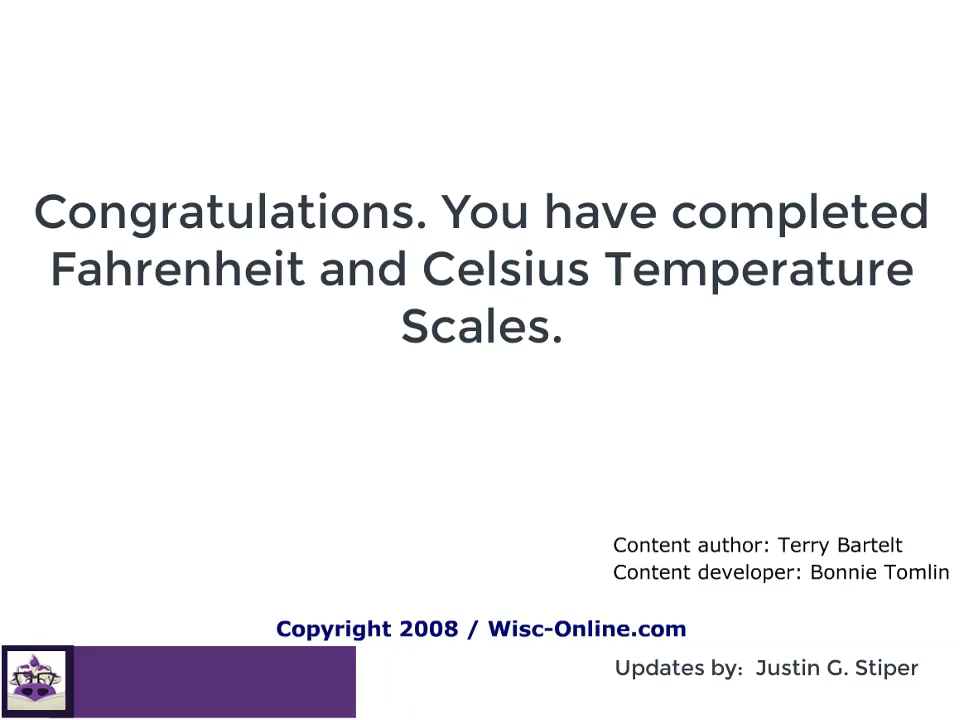 Congratulations. You have completed
Fahrenheit and Celsius Temperature
Scales.
Content author: Terry Bartelt
Content developer: Bonnie Tomlin
Copyright 2008 / Wisc-Online.com
Updates by: Justin G. Stiper